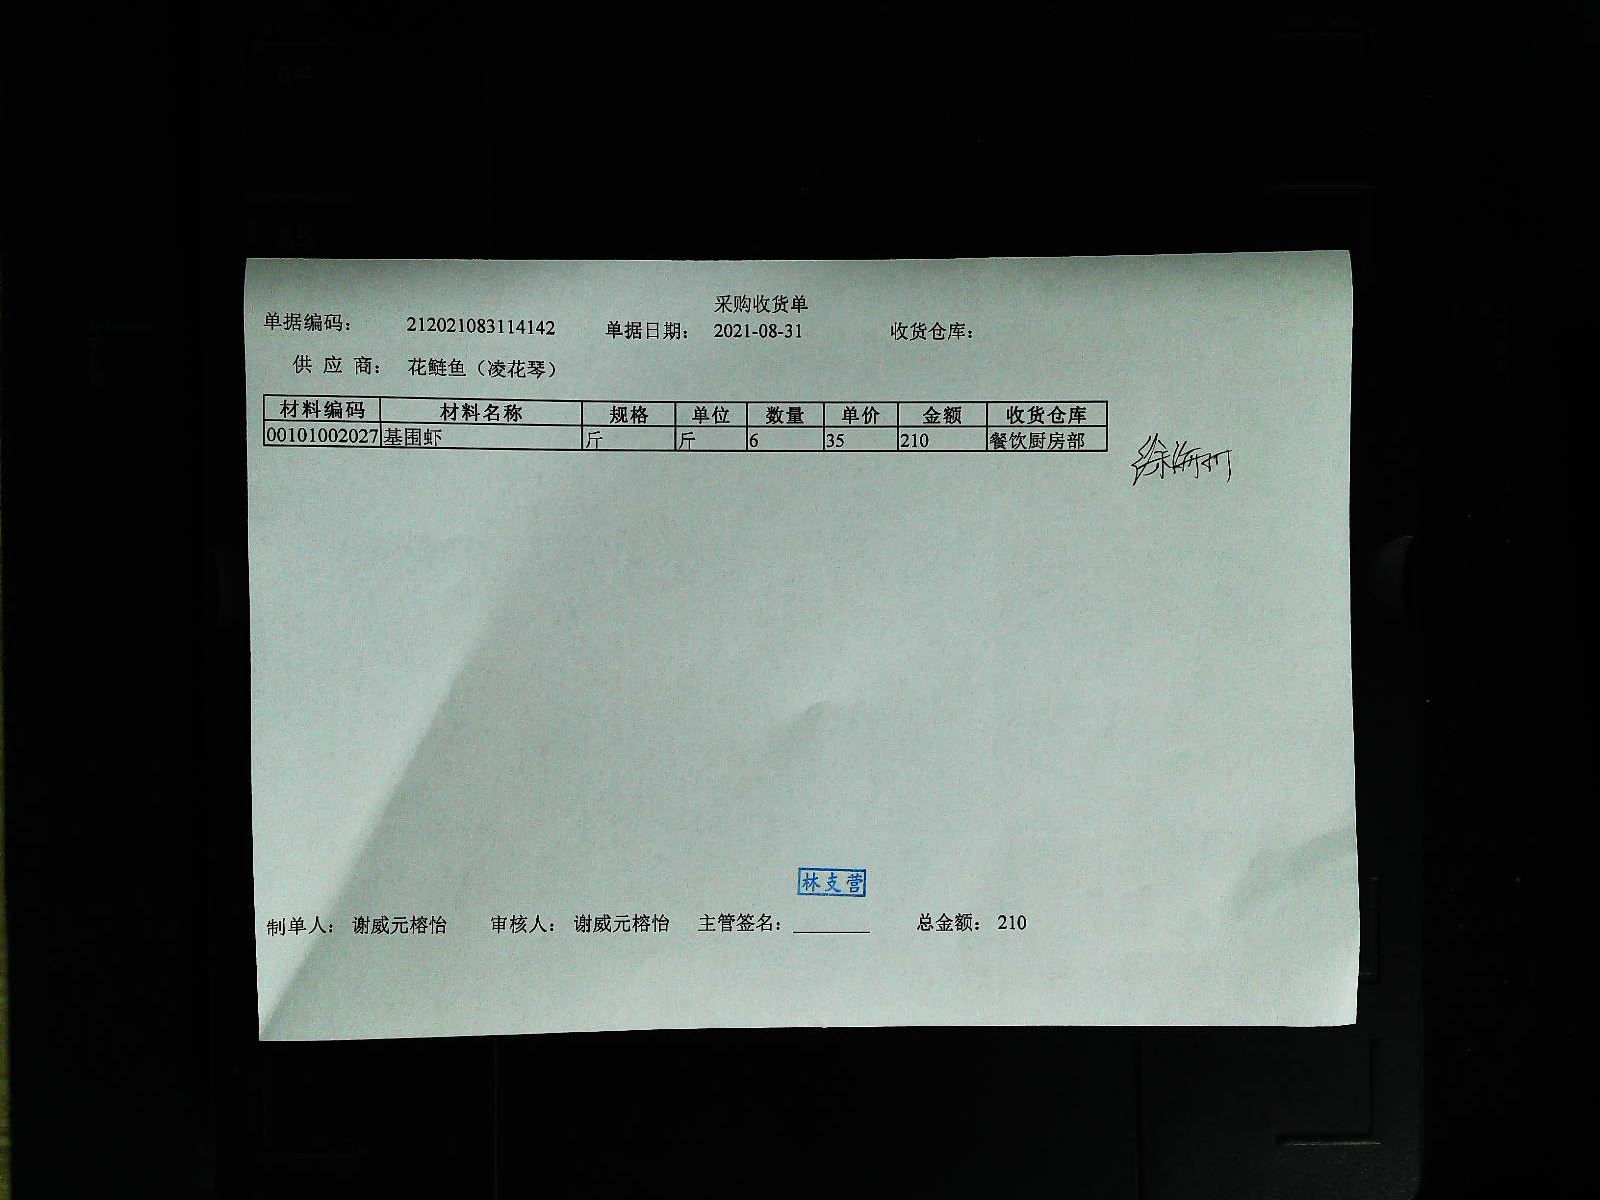 采购收货单
单据编码： 212021083114142 单据日期： 2021-08-31 收货仓库：
供 应 商： 花鲢鱼（凌花琴）
材料编码 材料名称 规格 单位 数量 单价 金额 收货仓库
00101002027 基围虾 斤 斤 6 35 210 餐饮厨房部
林支营
制单人： 谢威元榕怡 审核人： 谢威元榕怡 主管签名： 总金额： 210